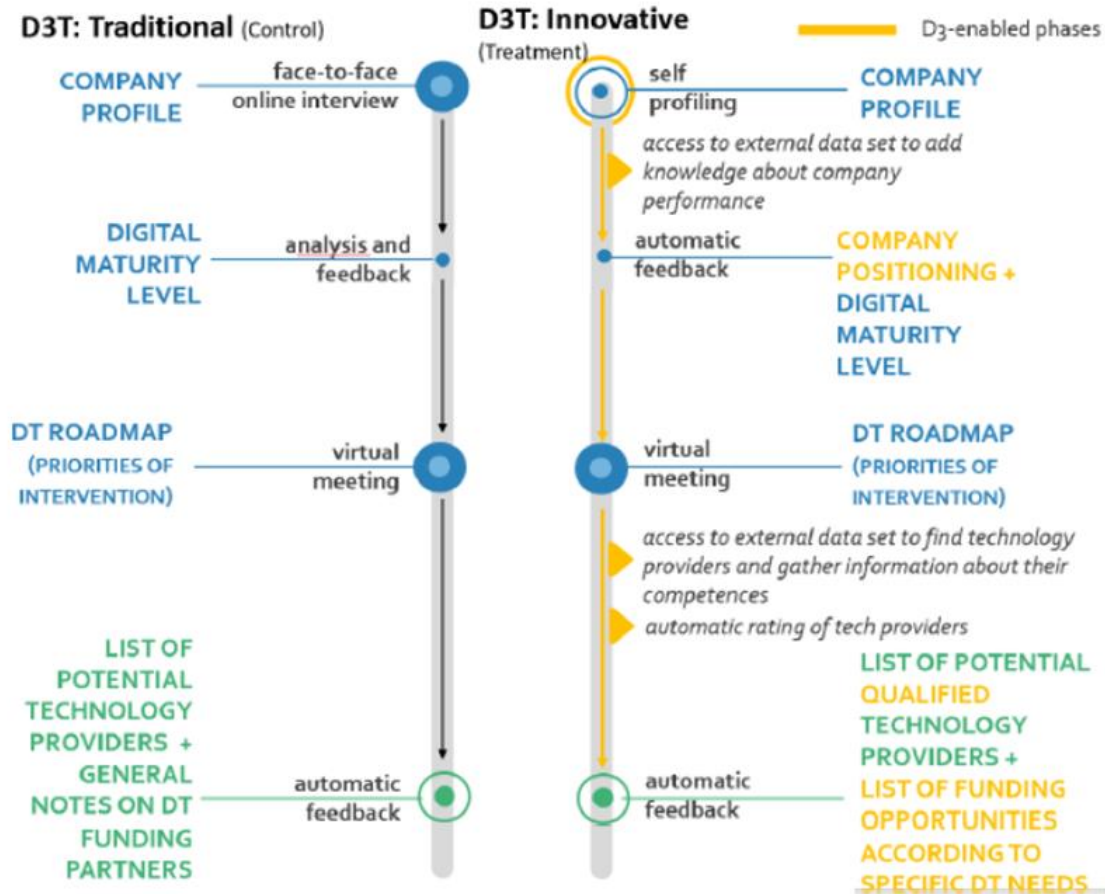 D3T: Traditional (Control)
D3T: Innovative
(Treatment)
D3-enabled phases
COMPANY
PROFILE
face-to-face
online interview
self
profiling
COMPANY
PROFILE
access to external data set to add
knowledge about company
performance
DIGITAL
MATURITY
LEVEL
analysis and
feedback
automatic
feedback
COMPANY
POSITIONING +
DIGITAL
MATURITY
LEVEL
DT ROADMAP
(PRIORITIES OF
INTERVENTION)
virtual
meeting
virtual
meeting
DT ROADMAP
(PRIORITIES OF
INTERVENTION)
access to external data set to find technology
providers and gather information about their
competences
automatic rating of tech providers
LIST OF
POTENTIAL
TECHNOLOGY
PROVIDERS +
GENERAL
NOTES ON DT
FUNDING
PARTNERS
automatic
feedback
automatic
feedback
LIST OF POTENTIAL
QUALIFIED
TECHNOLOGY
PROVIDERS +
LIST OF FUNDING
OPPORTUNITIES
ACCORDING TO
SPECIFIC DT NEEDS